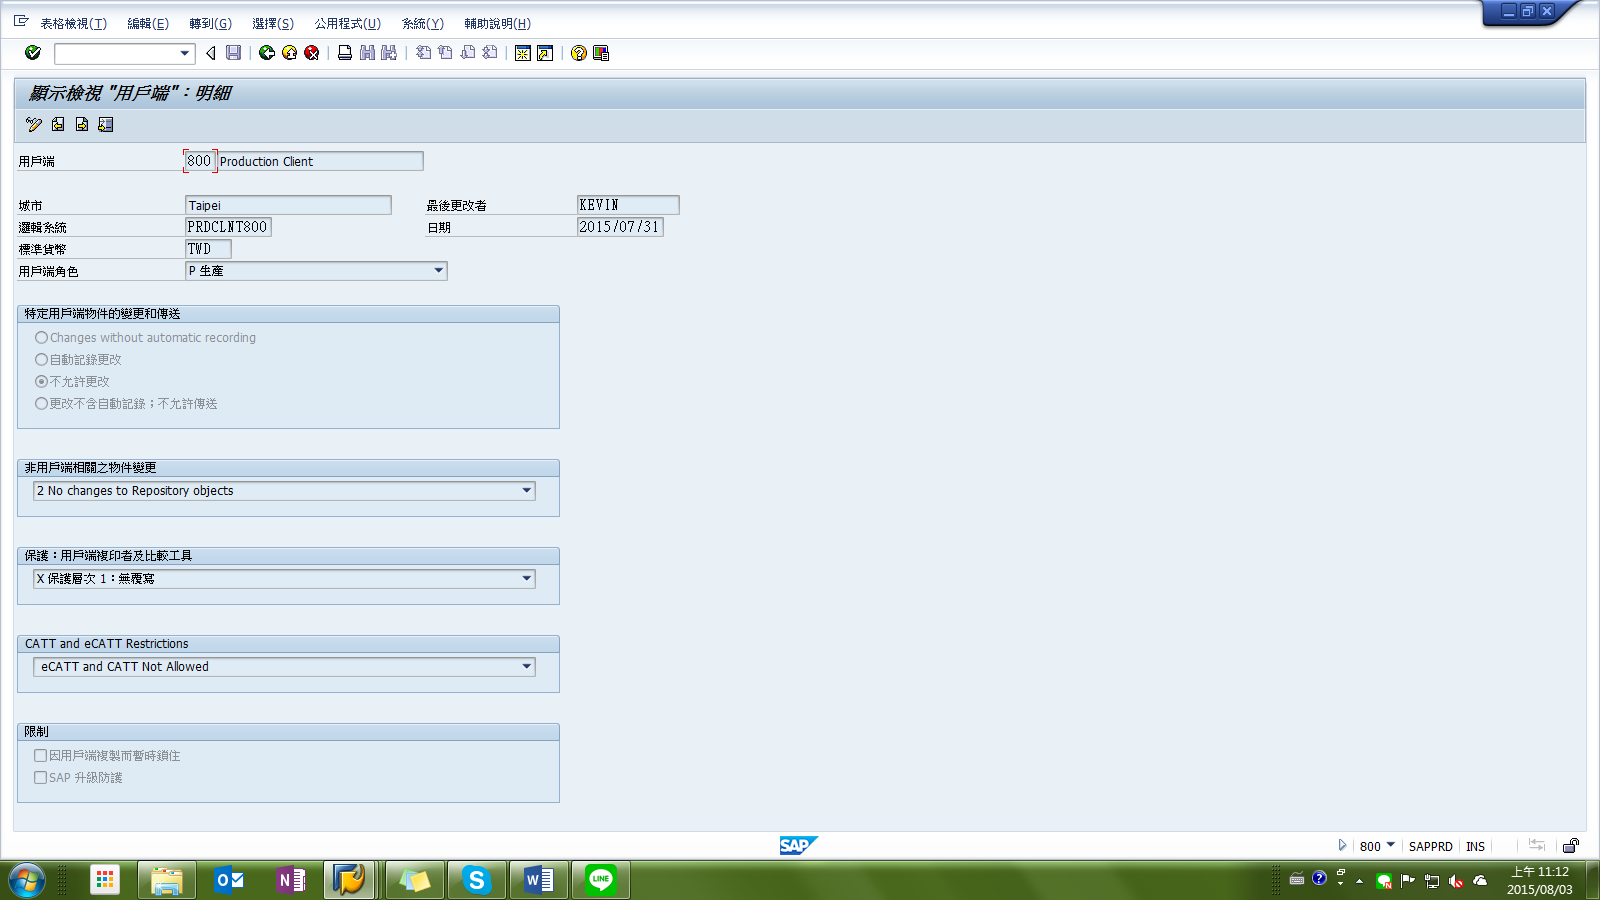 表格檢視(T) 編輯(E) 轉到(G) 選擇(S) 公用程式(U) 系統(Y) 輔助說明(H)
顯示檢視 "用戶端"：明細
用戶端 800 Production Client
城市 Taipei 最後更改者 KEVIN
邏輯系統 PRDCLNT800 日期 2015/07/31
標準貨幣 TWD
用戶端角色 P 生產
特定用戶端物件的變更和傳送
Changes without automatic recording
自動記錄更改
不允許更改
更改不含自動記錄；不允許傳送
非用戶端相關之物件變更
2 No changes to Repository objects
保護：用戶端複印者及比較工具
X 保護層次 1：無覆寫
CATT and eCATT Restrictions
eCATT and CATT Not Allowed
限制
因用戶端複製而暫時鎖住
SAP 升級防護
SAP
800 SAPPRD INS
上午 11:12
2015/08/03
LINE